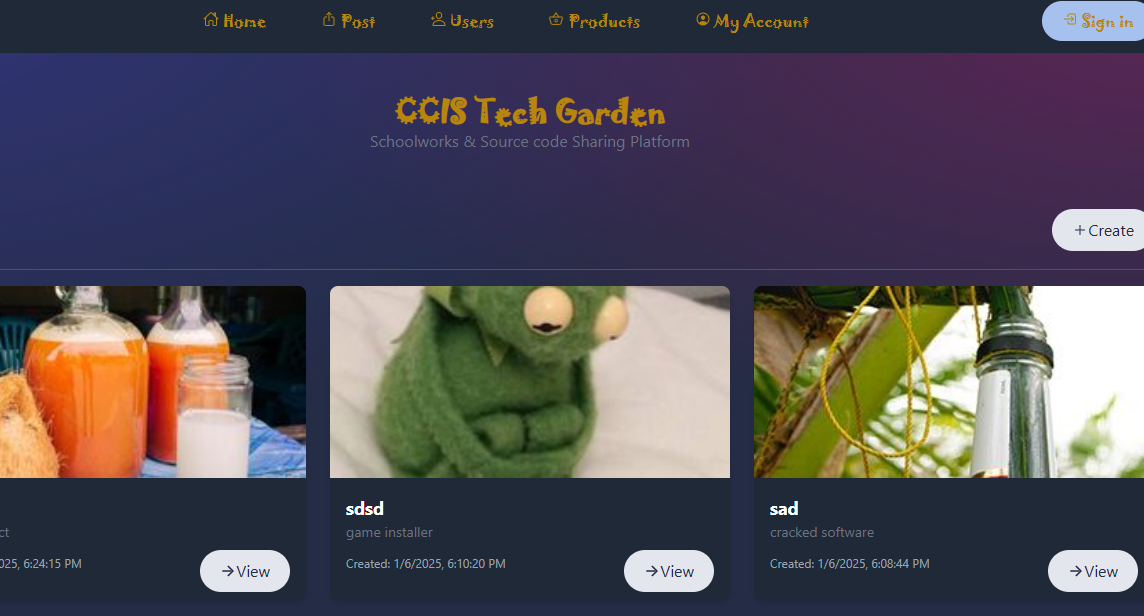 Home Post Users Products My Account Sign in
CCIS Tech Garden
Schoolworks & Source code Sharing Platform
+ Create
sdsd
game installer
Created: 1/6/2025, 6:10:20 PM
→ View
sad
cracked software
Created: 1/6/2025, 6:08:44 PM
→ View
6:24:15 PM
→ View